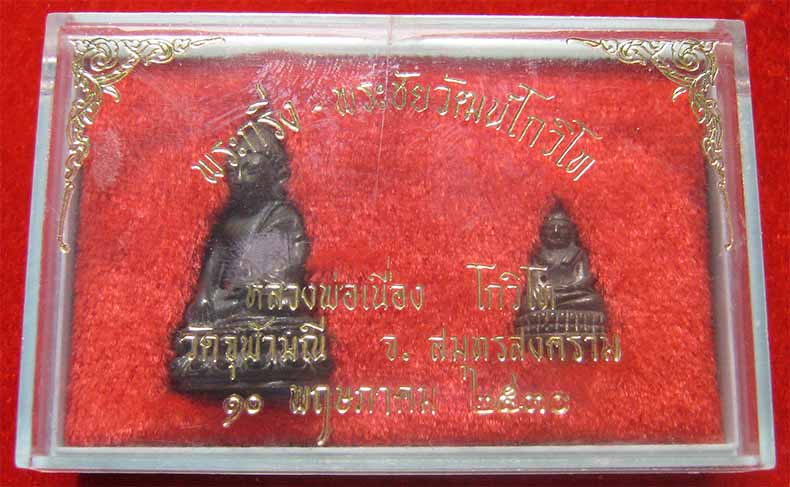 พระกริ่ง - พระชัยวัฒน์โกวิโท
หลวงพ่อเนื่อง โกวิโท
วัดจุฬามณี จ. สมุทรสงคราม
๑๐ พฤษภาคม ๒๕๓๐